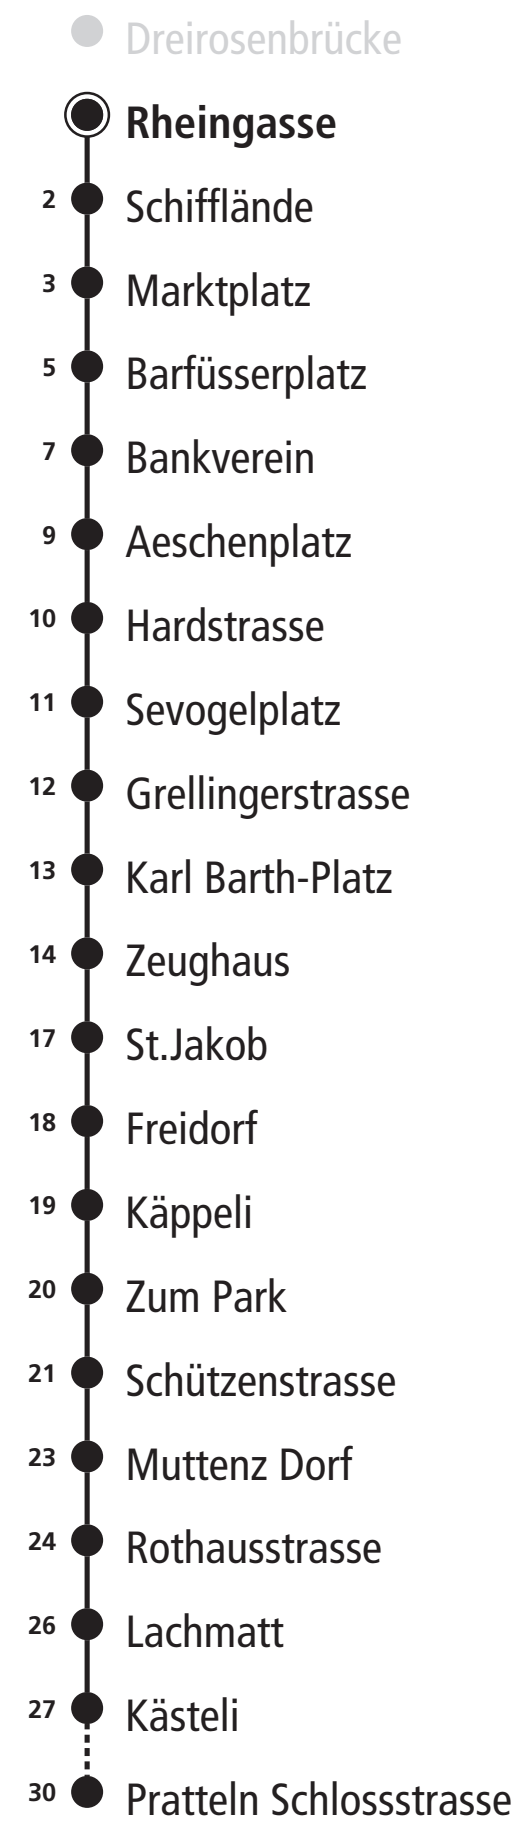 Dreirosenbrücke
Rheingasse
2 Schifflände
3 Marktplatz
5 Barfüsserplatz
7 Bankverein
9 Aeschenplatz
10 Hardstrasse
11 Sevogelplatz
12 Grellingerstrasse
13 Karl Barth-Platz
14 Zeughaus
17 St.Jakob
18 Freidorf
19 Käppeli
20 Zum Park
21 Schützenstrasse
23 Muttenz Dorf
24 Rothausstrasse
26 Lachmatt
27 Kästeli
30 Pratteln Schlossstrasse